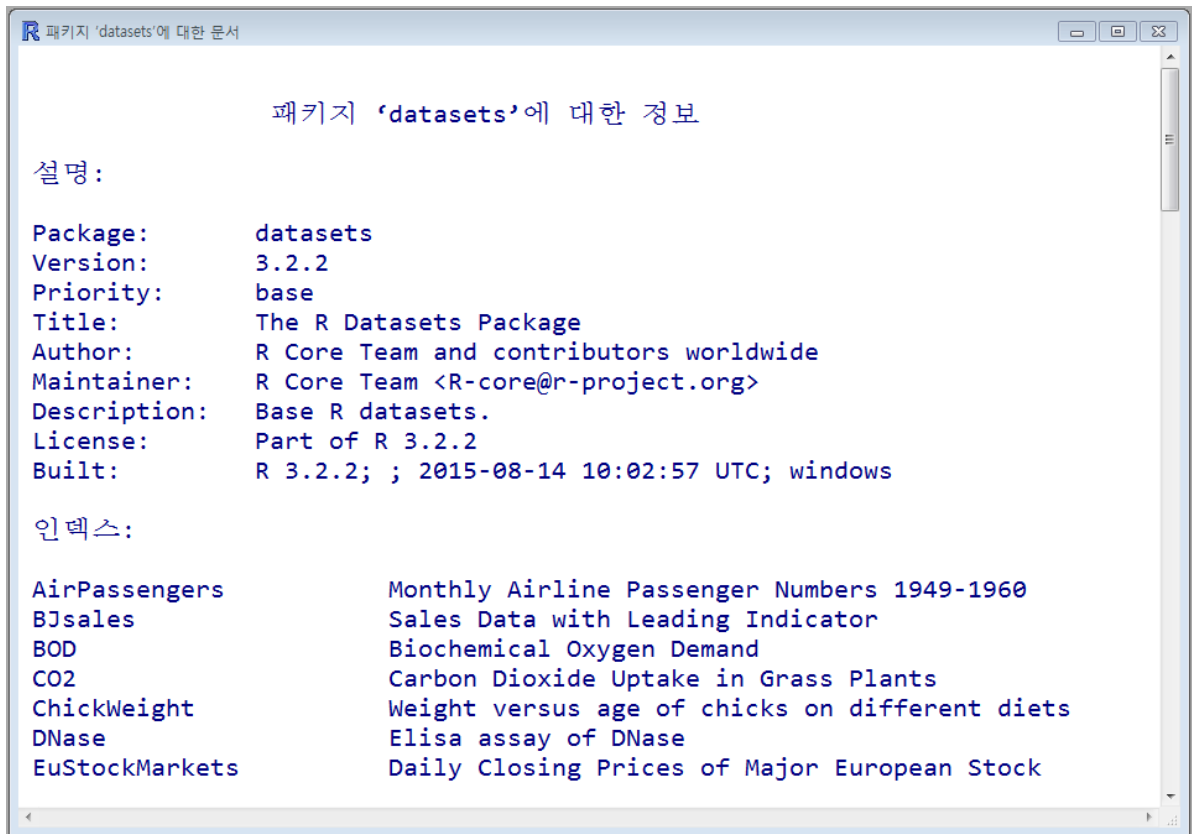 패키지 'datasets'에 대한 문서
패키지 ‘datasets’에 대한 정보
설명:
Package: datasets
Version: 3.2.2
Priority: base
Title: The R Datasets Package
Author: R Core Team and contributors worldwide
Maintainer: R Core Team <R-core@r-project.org>
Description: Base R datasets.
License: Part of R 3.2.2
Built: R 3.2.2; ; 2015-08-14 10:02:57 UTC; windows
인덱스:
AirPassengers Monthly Airline Passenger Numbers 1949-1960
BJsales Sales Data with Leading Indicator
BOD Biochemical Oxygen Demand
CO2 Carbon Dioxide Uptake in Grass Plants
ChickWeight Weight versus age of chicks on different diets
DNase Elisa assay of DNase
EuStockMarkets Daily Closing Prices of Major European Stock